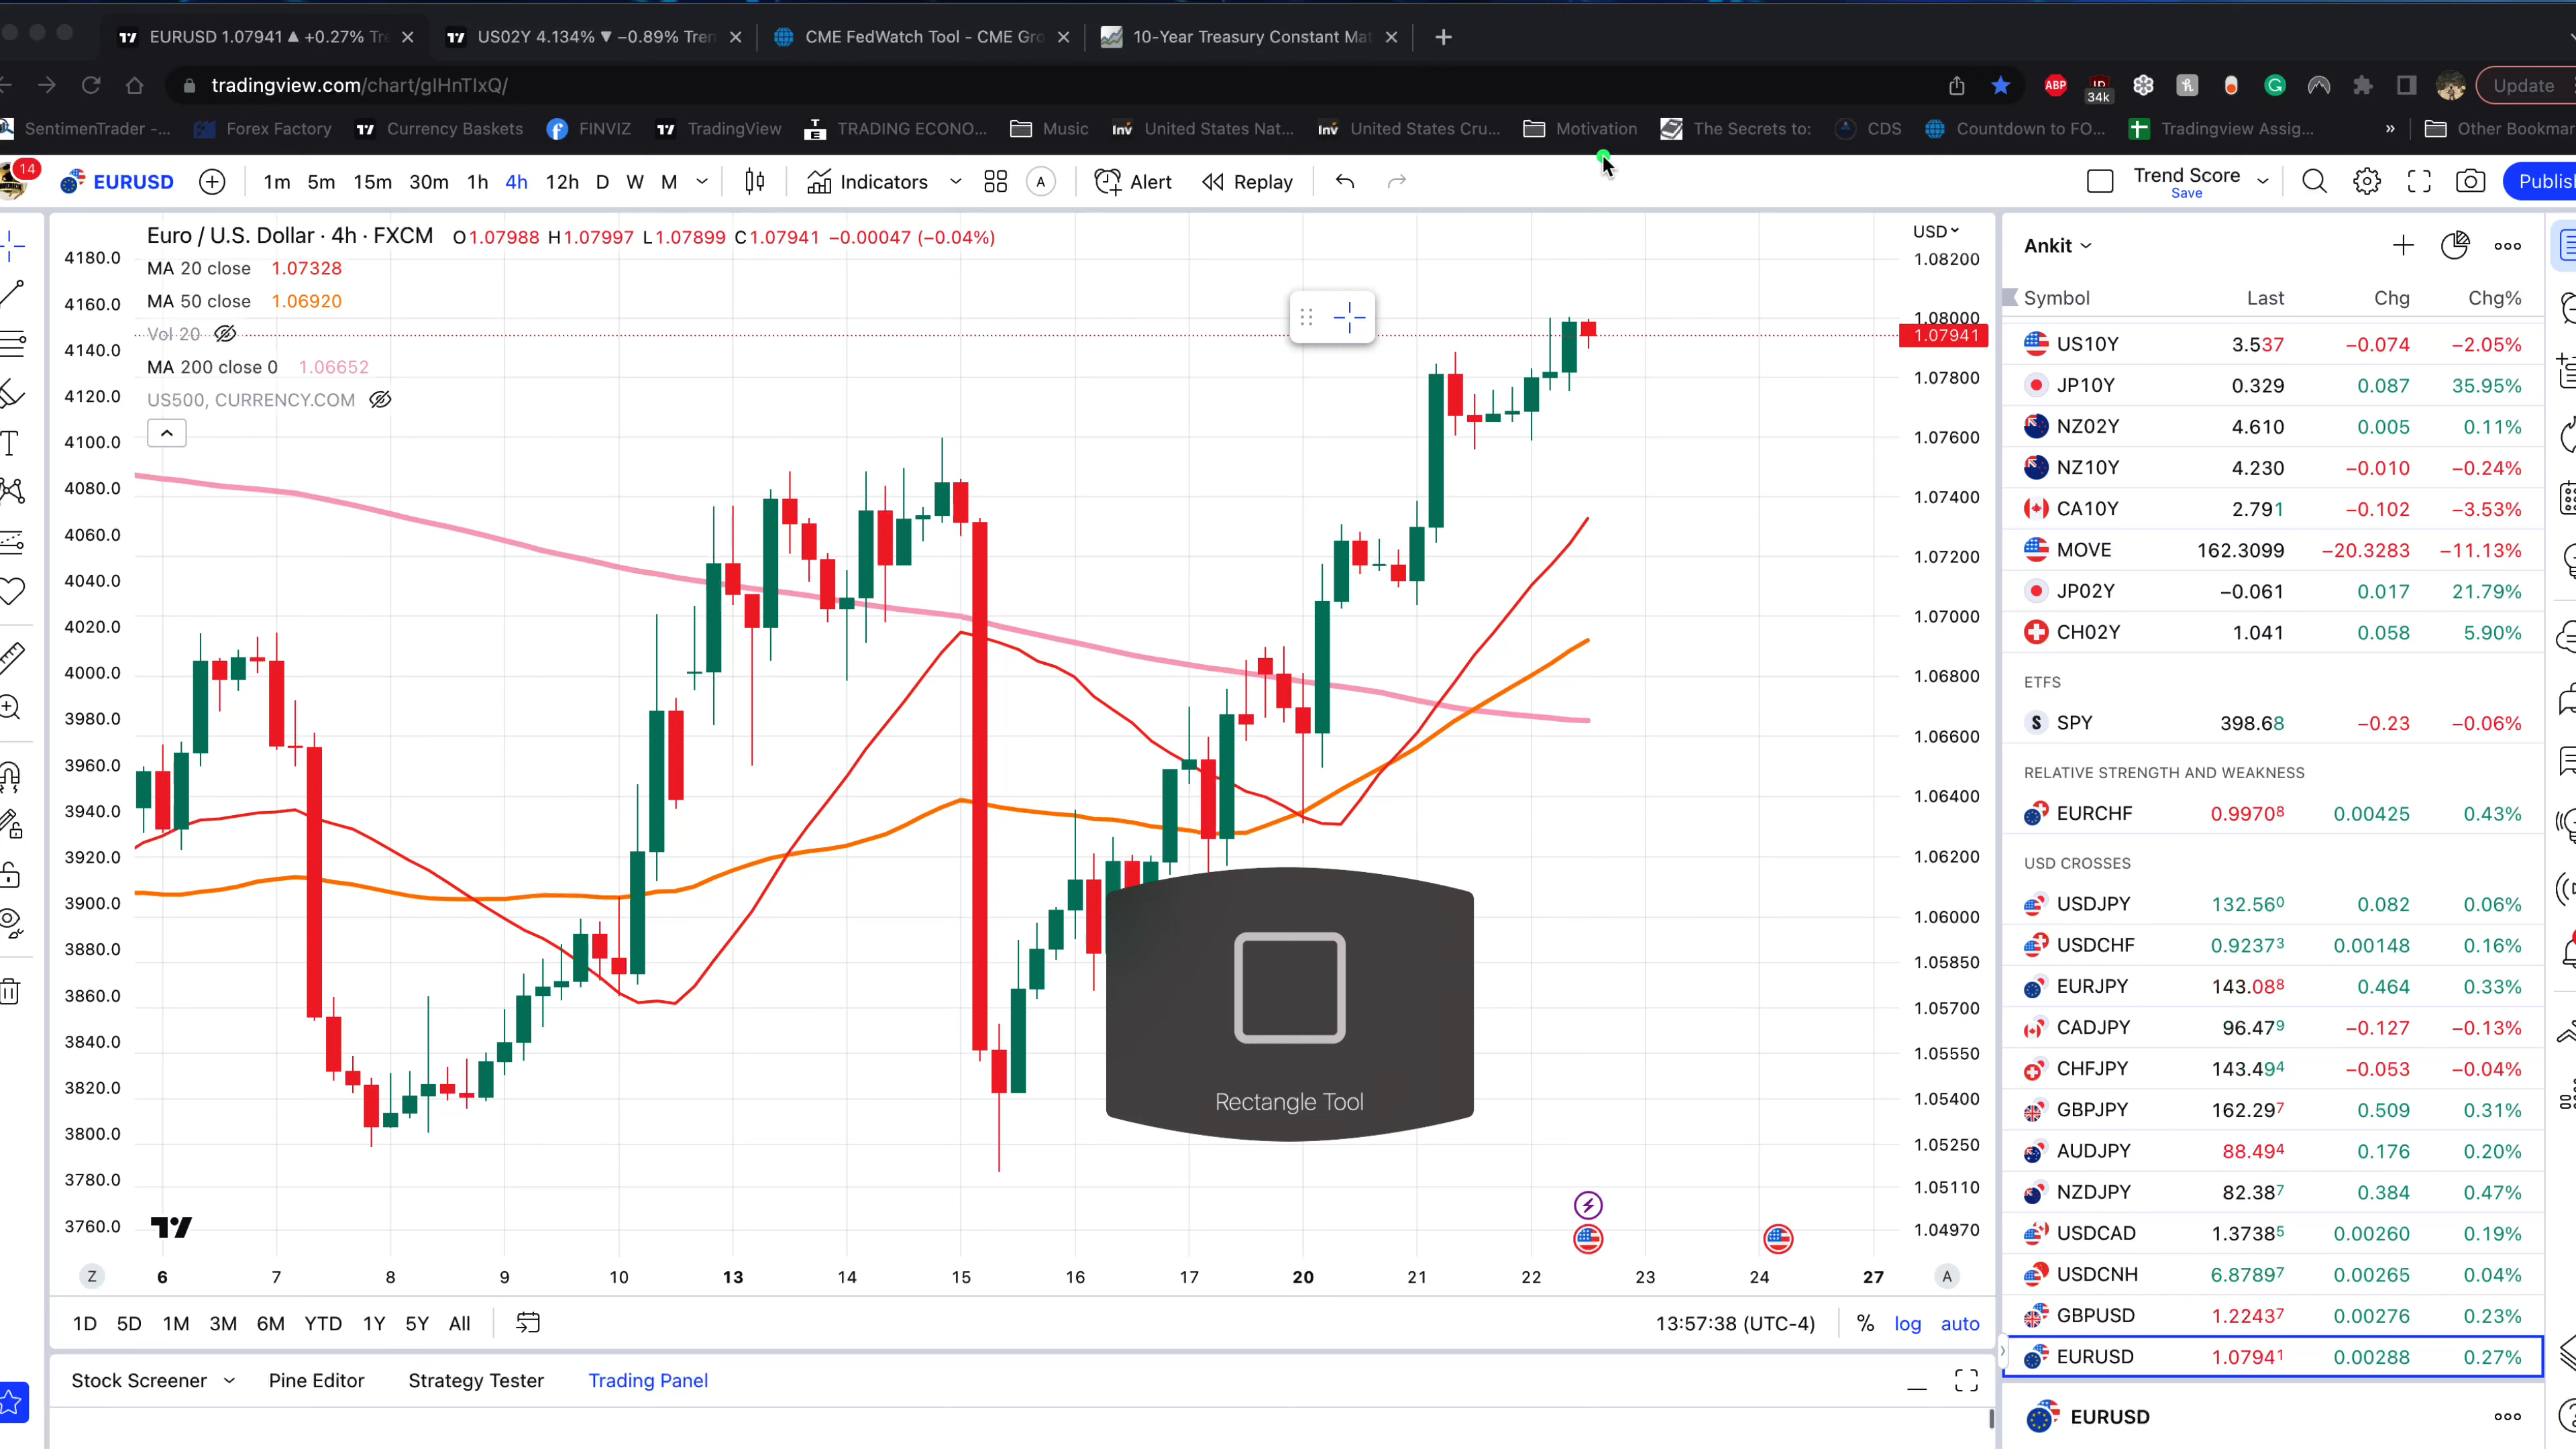 EURUSD 1.07941 ▲ +0.27% Tre
US02Y 4.134% ▼ −0.89% Tren
CME FedWatch Tool - CME Gro
10-Year Treasury Constant Mat
tradingview.com/chart/gIHnTIxQ/
ABP
34k
Update
SentimenTrader -...
Forex Factory
Currency Baskets
FINVIZ
TradingView
TRADING ECONO...
Music
United States Nat...
United States Cru...
Motivation
The Secrets to:
CDS
Countdown to FO...
Tradingview Assig...
»
Other Bookmar
14
EURUSD
1m 5m 15m 30m 1h 4h 12h D W M
Indicators
A
Alert
Replay
Trend Score
Save
Publish
Euro / U.S. Dollar · 4h · FXCM O1.07988 H1.07997 L1.07899 C1.07941 −0.00047 (−0.04%)
MA 20 close 1.07328
MA 50 close 1.06920
Vol 20
MA 200 close 0 1.06652
US500, CURRENCY.COM
4180.0
4160.0
4140.0
4120.0
4100.0
4080.0
4060.0
4040.0
4020.0
4000.0
3980.0
3960.0
3940.0
3920.0
3900.0
3880.0
3860.0
3840.0
3820.0
3800.0
3780.0
3760.0
USD
1.08200
1.08000
1.07941
1.07800
1.07600
1.07400
1.07200
1.07000
1.06800
1.06600
1.06400
1.06200
1.06000
1.05850
1.05700
1.05550
1.05400
1.05250
1.05110
1.04970
Rectangle Tool
Z 6 7 8 9 10 13 14 15 16 17 20 21 22 23 24 27 A
1D 5D 1M 3M 6M YTD 1Y 5Y All
13:57:38 (UTC-4) % log auto
Stock Screener
Pine Editor
Strategy Tester
Trading Panel
Ankit
Symbol Last Chg Chg%
US10Y 3.537 −0.074 −2.05%
JP10Y 0.329 0.087 35.95%
NZ02Y 4.610 0.005 0.11%
NZ10Y 4.230 −0.010 −0.24%
CA10Y 2.791 −0.102 −3.53%
MOVE 162.3099 −20.3283 −11.13%
JP02Y −0.061 0.017 21.79%
CH02Y 1.041 0.058 5.90%
ETFS
SPY 398.68 −0.23 −0.06%
RELATIVE STRENGTH AND WEAKNESS
EURCHF 0.99708 0.00425 0.43%
USD CROSSES
USDJPY 132.560 0.082 0.06%
USDCHF 0.92373 0.00148 0.16%
EURJPY 143.088 0.464 0.33%
CADJPY 96.479 −0.127 −0.13%
CHFJPY 143.494 −0.053 −0.04%
GBPJPY 162.297 0.509 0.31%
AUDJPY 88.494 0.176 0.20%
NZDJPY 82.387 0.384 0.47%
USDCAD 1.37385 0.00260 0.19%
USDCNH 6.87897 0.00265 0.04%
GBPUSD 1.22437 0.00276 0.23%
EURUSD 1.07941 0.00288 0.27%
EURUSD